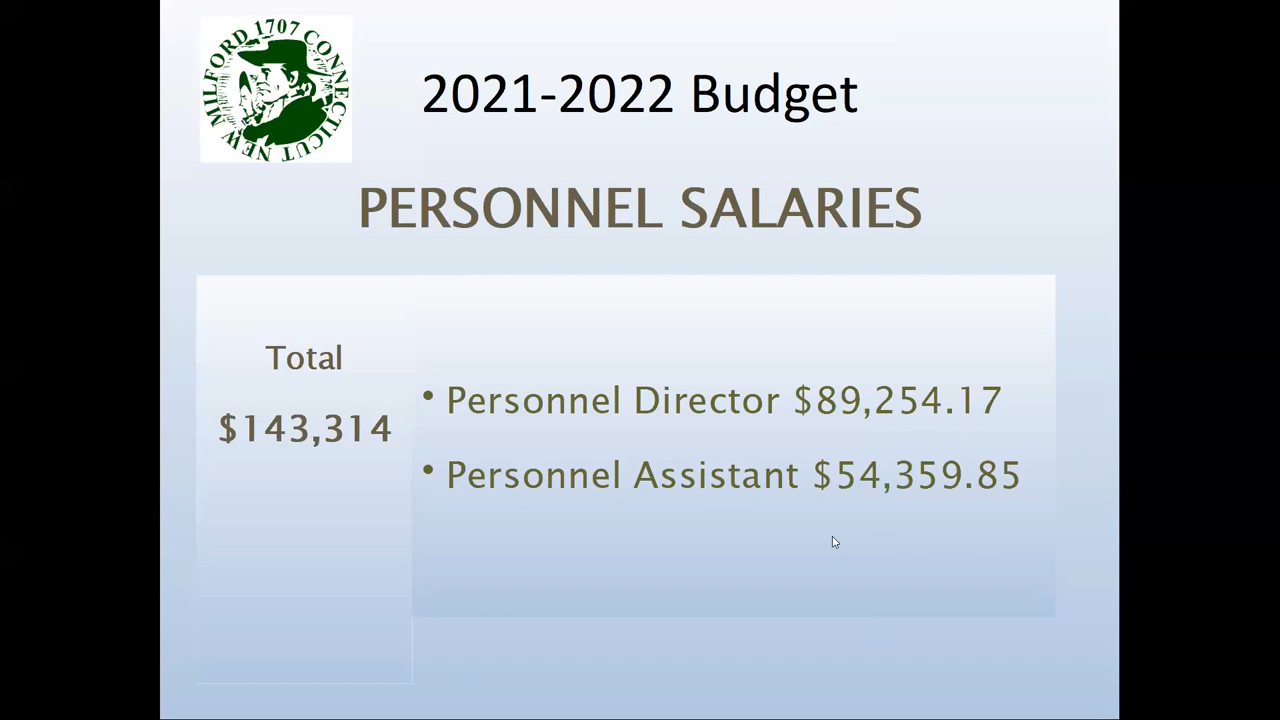 NEW MILFORD 1707 CONNECTICUT
2021-2022 Budget
PERSONNEL SALARIES
Total
$143,314
• Personnel Director $89,254.17
• Personnel Assistant $54,359.85